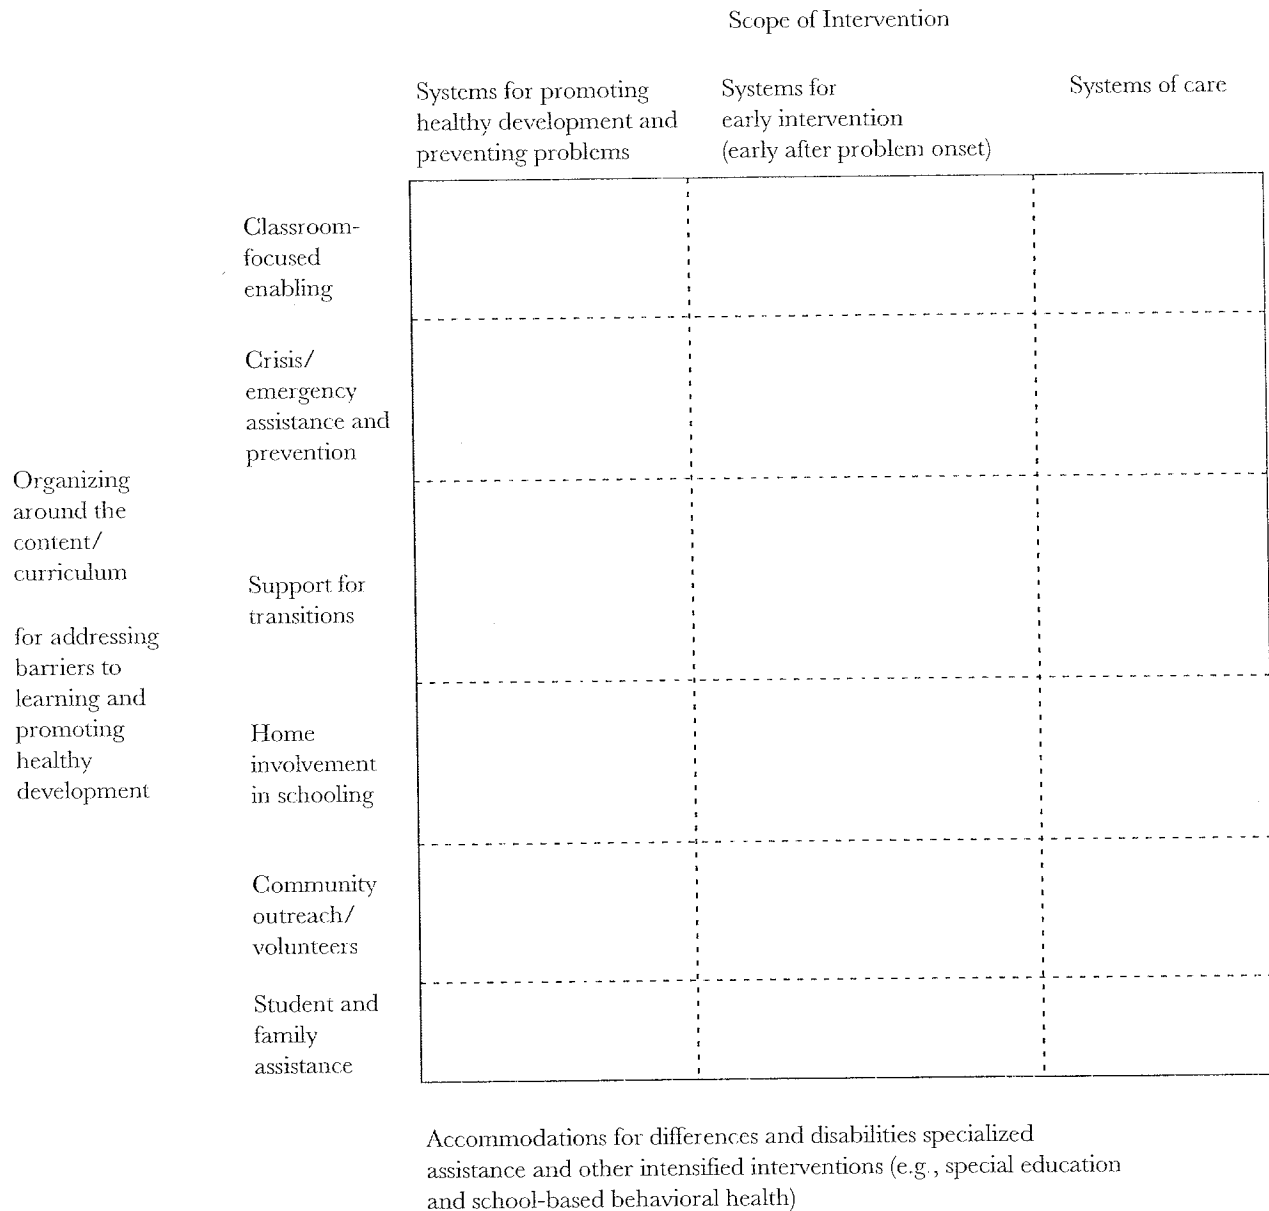 Scope of Intervention
Systems for promoting
healthy development and
preventing problems
Systems for
early intervention
(early after problem onset)
Systems of care
Organizing
around the
content/
curriculum
for addressing
barriers to
learning and
promoting
healthy
development
Classroom-
focused
enabling
Crisis/
emergency
assistance and
prevention
Support for
transitions
Home
involvement
in schooling
Community
outreach/
volunteers
Student and
family
assistance
Accommodations for differences and disabilities specialized
assistance and other intensified interventions (e.g., special education
and school-based behavioral health)